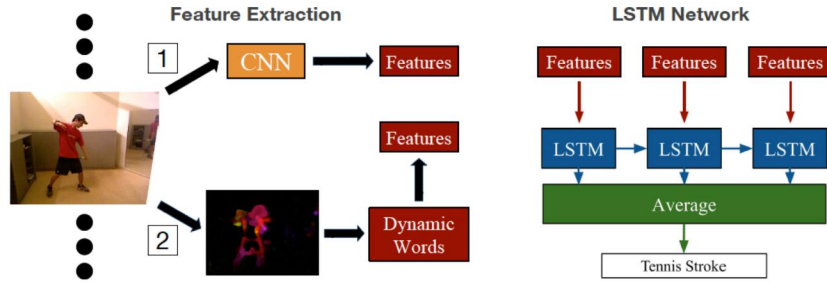 Feature Extraction
1
CNN
Features
Features
2
Dynamic
Words
LSTM Network
Features
Features
Features
LSTM
LSTM
LSTM
Average
Tennis Stroke